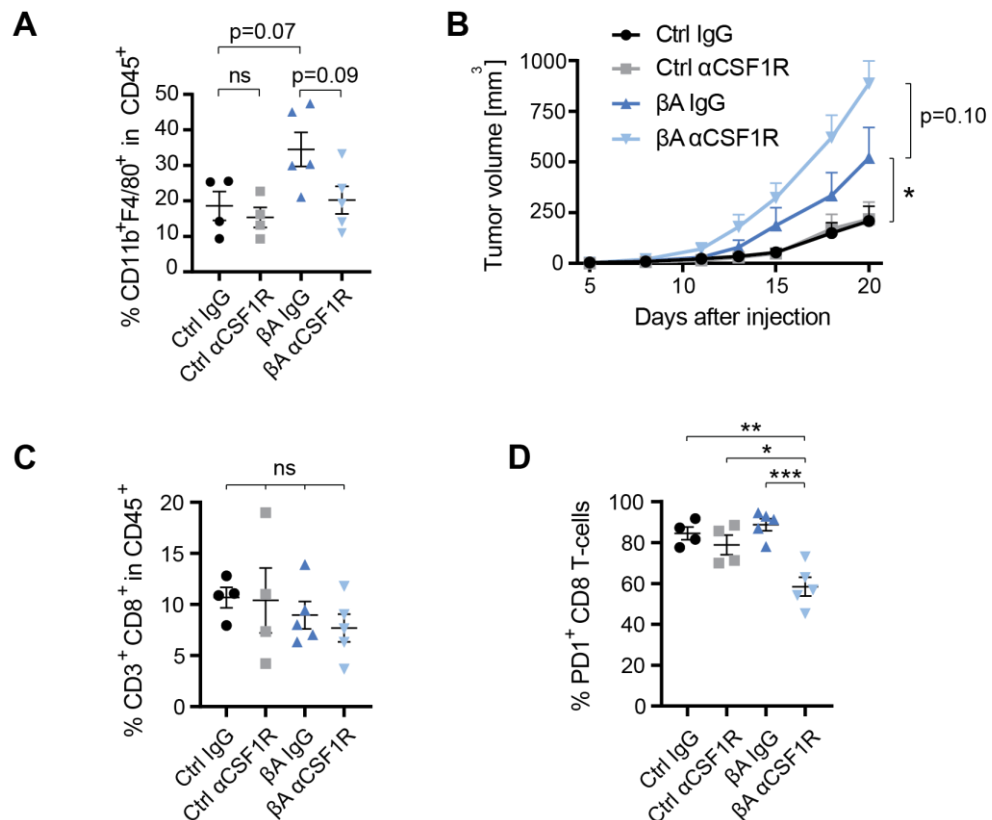 A
p=0.07
ns
p=0.09
% CD11b⁺F4/80⁺ in CD45⁺
50
40
30
20
10
0
Ctrl IgG
Ctrl αCSF1R
βA IgG
βA αCSF1R
B
Ctrl IgG
Ctrl αCSF1R
βA IgG
βA αCSF1R
Tumor volume [mm³]
1000
750
500
250
0
5
10
15
20
Days after injection
p=0.10
*
C
ns
% CD3⁺ CD8⁺ in CD45⁺
20
15
10
5
0
Ctrl IgG
Ctrl αCSF1R
βA IgG
βA αCSF1R
D
**
*
***
% PD1⁺ CD8 T-cells
100
80
60
40
20
0
Ctrl IgG
Ctrl αCSF1R
βA IgG
βA αCSF1R